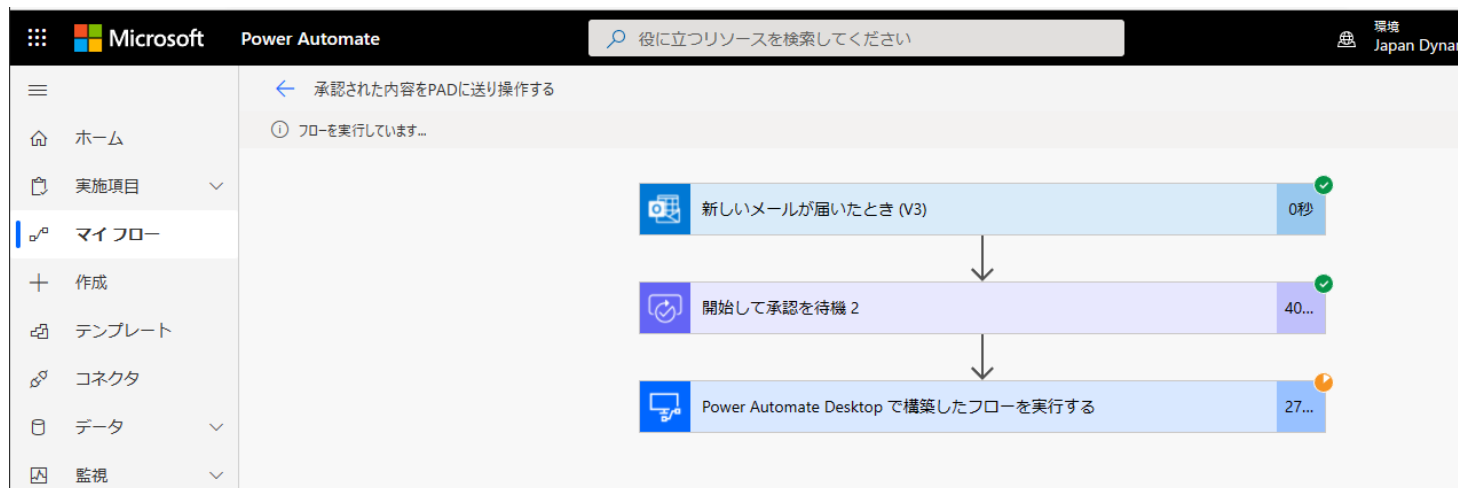 Microsoft
Power Automate
役に立つリソースを検索してください
環境
Japan Dynar
承認された内容をPADに送り操作する
フローを実行しています...
ホーム
実施項目
マイ フロー
作成
テンプレート
コネクタ
データ
監視
新しいメールが届いたとき (V3)
0秒
開始して承認を待機 2
40...
Power Automate Desktop で構築したフローを実行する
27...